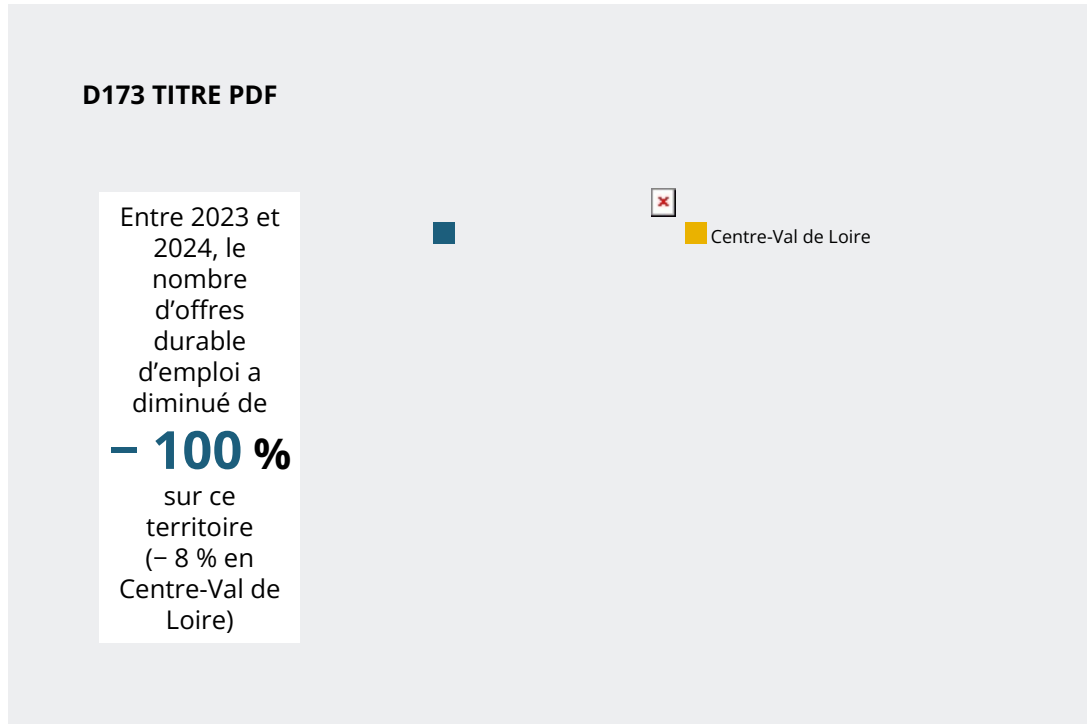 D173 TITRE PDF
Entre 2023 et
2024, le
nombre
d’offres
durable
d’emploi a
diminué de
− 100 %
sur ce
territoire
(− 8 % en
Centre-Val de
Loire)
Centre-Val de Loire